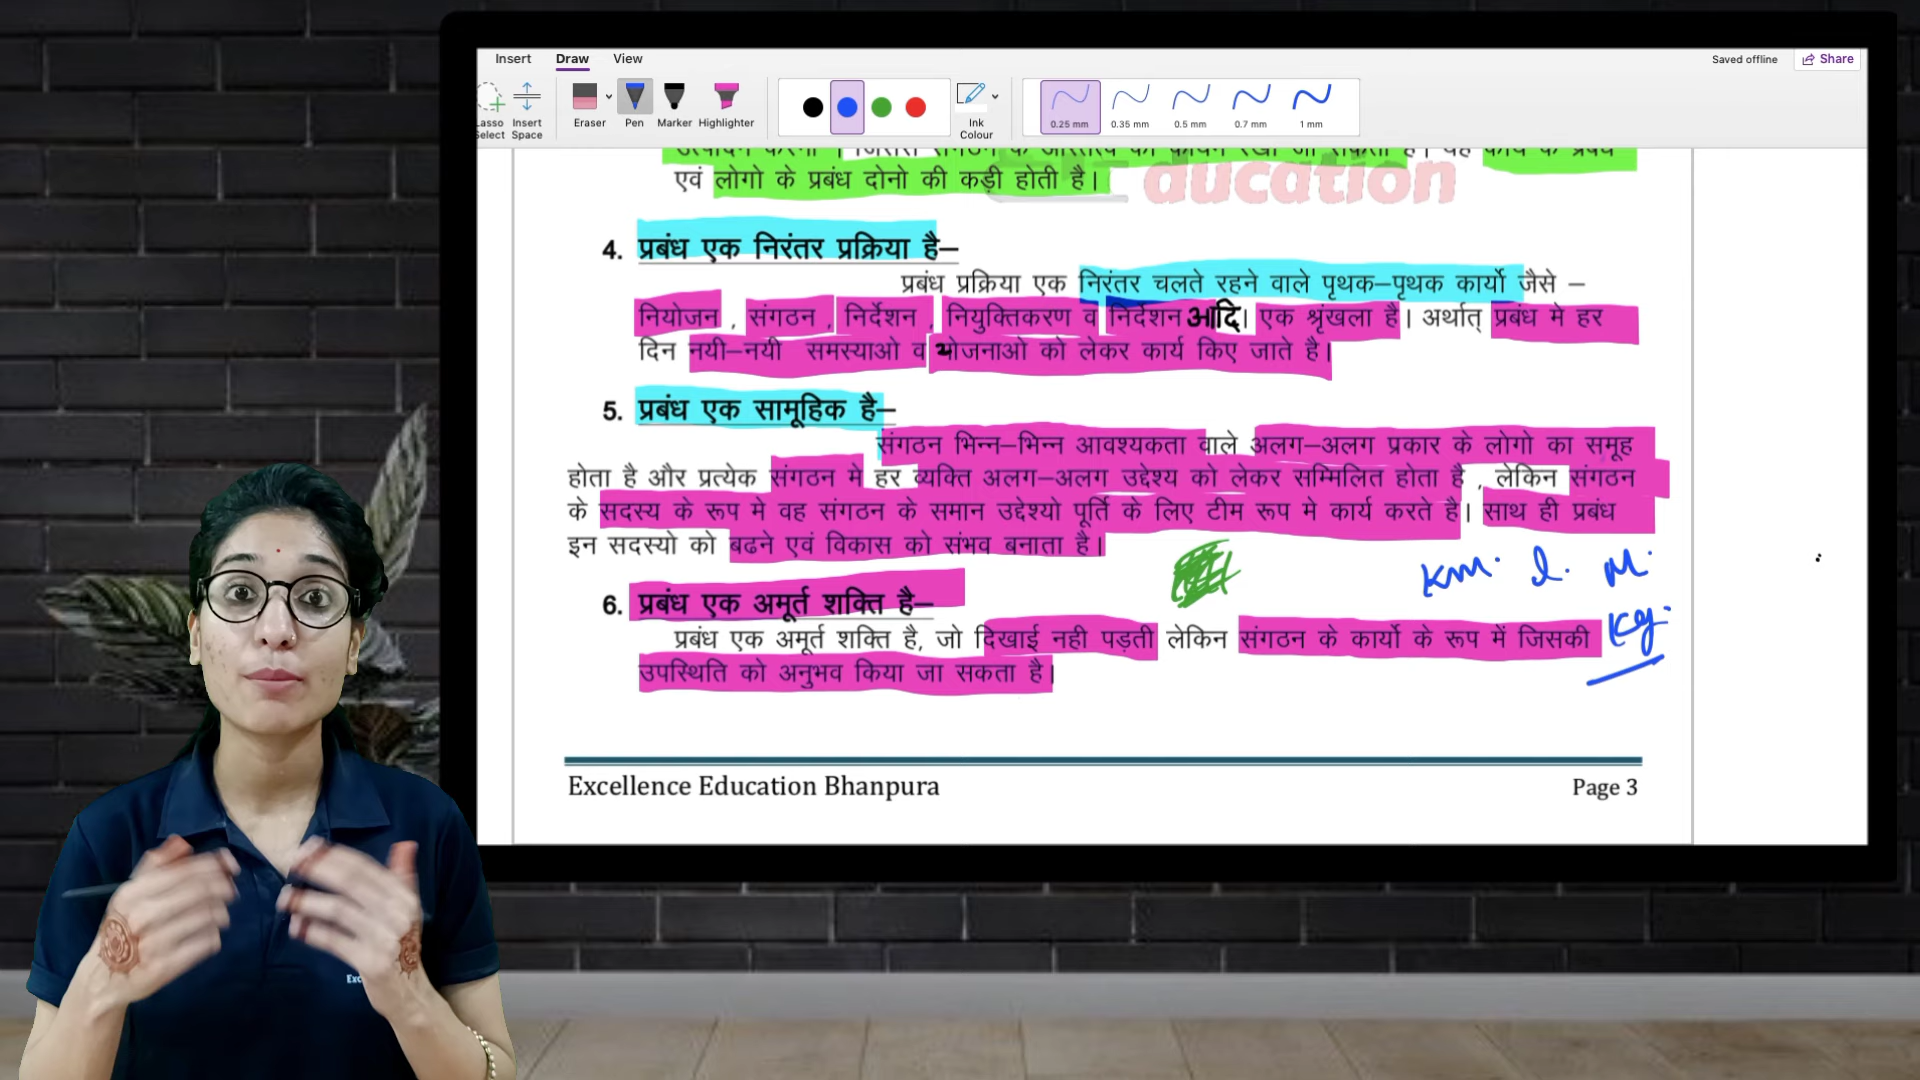 Insert Draw View Saved offline Share
Lasso Select Insert Space Eraser Pen Marker Highlighter Ink Colour 0.25 mm 0.35 mm 0.5 mm 0.7 mm 1 mm
ducation
एवं लोगो के प्रबंध दोनो की कड़ी होती है।
4. प्रबंध एक निरंतर प्रक्रिया है–
प्रबंध प्रक्रिया एक निरंतर चलते रहने वाले पृथक–पृथक कार्यो जैसे –
नियोजन , संगठन , निर्देशन , नियुक्तिकरण व निर्देशन आदि। एक श्रृंखला है। अर्थात् प्रबंध मे हर
दिन नयी–नयी समस्याओ व योजनाओ को लेकर कार्य किए जाते है।
5. प्रबंध एक सामूहिक है–
संगठन भिन्न–भिन्न आवश्यकता वाले अलग–अलग प्रकार के लोगो का समूह
होता है और प्रत्येक संगठन मे हर व्यक्ति अलग–अलग उद्देश्य को लेकर सम्मिलित होता है , लेकिन संगठन
के सदस्य के रूप मे वह संगठन के समान उद्देश्यो पूर्ति के लिए टीम रूप मे कार्य करते है। साथ ही प्रबंध
इन सदस्यो को बढने एवं विकास को संभव बनाता है।
km. l. M.
6. प्रबंध एक अमूर्त शक्ति है–
kg.
प्रबंध एक अमूर्त शक्ति है, जो दिखाई नही पड़ती लेकिन संगठन के कार्यो के रूप में जिसकी
उपस्थिति को अनुभव किया जा सकता है।
Excellence Education Bhanpura Page 3